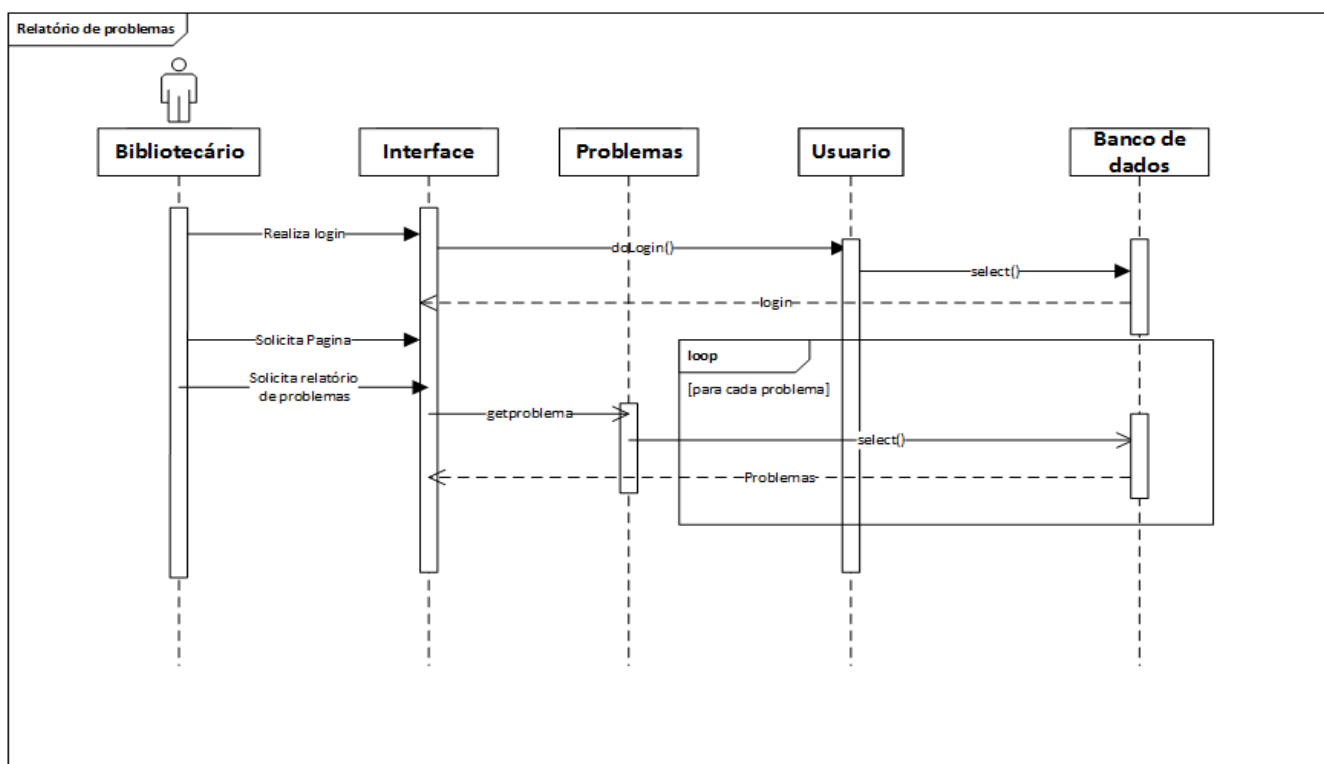 Relatório de problemas
Bibliotecário
Interface
Problemas
Usuario
Banco de
dados
Realiza login
doLogin()
select()
login
Solicita Pagina
loop
Solicita relatório
de problemas
[para cada problema]
getproblema
select()
Problemas